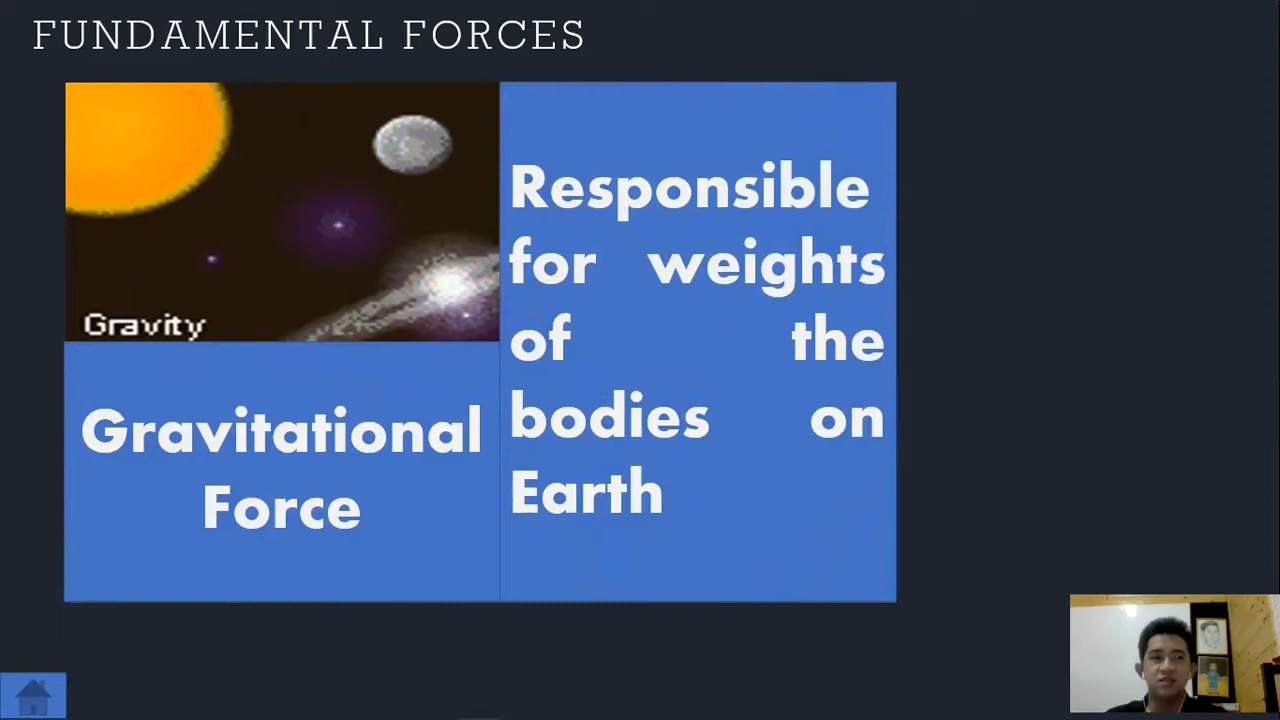 FUNDAMENTAL FORCES
Gravity
Gravitational
Force
Responsible
for weights
of the
bodies on
Earth